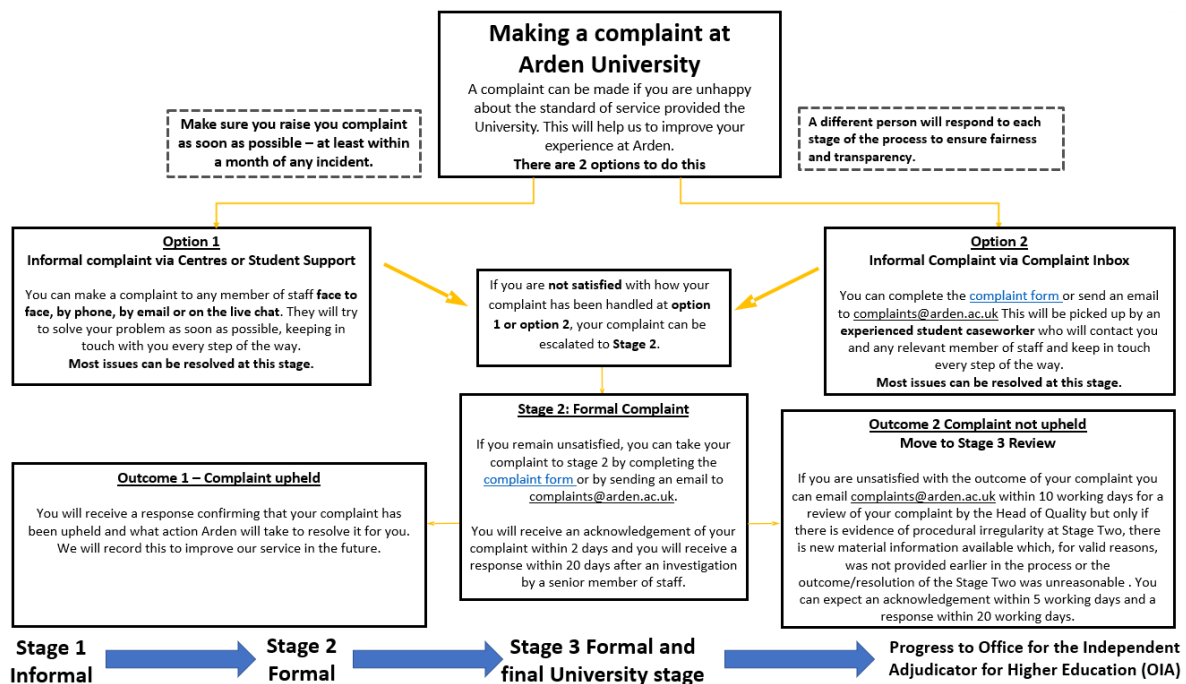 Making a complaint at
Arden University
A complaint can be made if you are unhappy
about the standard of service provided the
University. This will help us to improve your
experience at Arden.
There are 2 options to do this
Make sure you raise you complaint
as soon as possible – at least within
a month of any incident.
A different person will respond to each
stage of the process to ensure fairness
and transparency.
Option 1
Informal complaint via Centres or Student Support
You can make a complaint to any member of staff face to
face, by phone, by email or on the live chat. They will try
to solve your problem as soon as possible, keeping in
touch with you every step of the way.
Most issues can be resolved at this stage.
If you are not satisfied with how your
complaint has been handled at option
1 or option 2, your complaint can be
escalated to Stage 2.
Option 2
Informal Complaint via Complaint Inbox
You can complete the complaint form or send an email
to complaints@arden.ac.uk This will be picked up by an
experienced student caseworker who will contact you
and any relevant member of staff and keep in touch
every step of the way.
Most issues can be resolved at this stage.
Stage 2: Formal Complaint
If you remain unsatisfied, you can take your
complaint to stage 2 by completing the
complaint form or by sending an email to
complaints@arden.ac.uk.
You will receive an acknowledgement of your
complaint within 2 days and you will receive a
response within 20 days after an investigation
by a senior member of staff.
Outcome 1 – Complaint upheld
You will receive a response confirming that your complaint has
been upheld and what action Arden will take to resolve it for you.
We will record this to improve our service in the future.
Outcome 2 Complaint not upheld
Move to Stage 3 Review
If you are unsatisfied with the outcome of your complaint you
can email complaints@arden.ac.uk within 10 working days for a
review of your complaint by the Head of Quality but only if
there is evidence of procedural irregularity at Stage Two, there
is new material information available which, for valid reasons,
was not provided earlier in the process or the
outcome/resolution of the Stage Two was unreasonable . You
can expect an acknowledgement within 5 working days and a
response within 20 working days.
Stage 1
Informal
Stage 2
Formal
Stage 3 Formal and
final University stage
Progress to Office for the Independent
Adjudicator for Higher Education (OIA)